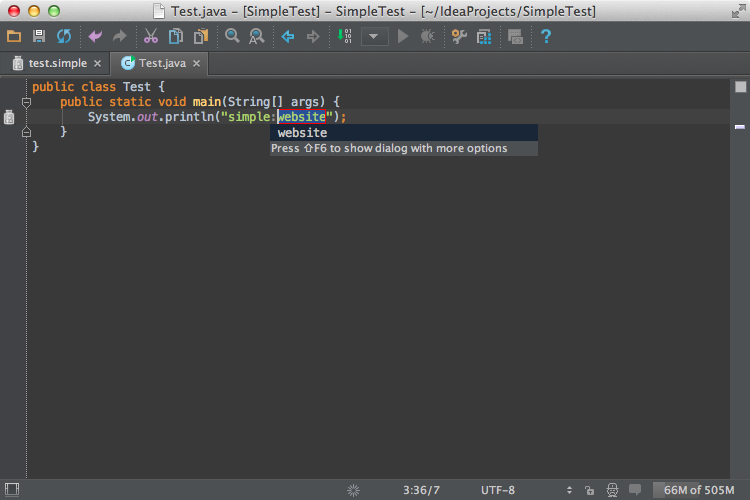 Test.java – [SimpleTest] – SimpleTest – [~/IdeaProjects/SimpleTest]
test.simple
Test.java
public class Test {
public static void main(String[] args) {
System.out.println("simple:website");
website
Press ⇧F6 to show dialog with more options
}
}
3:36/7 UTF-8 66M of 505M